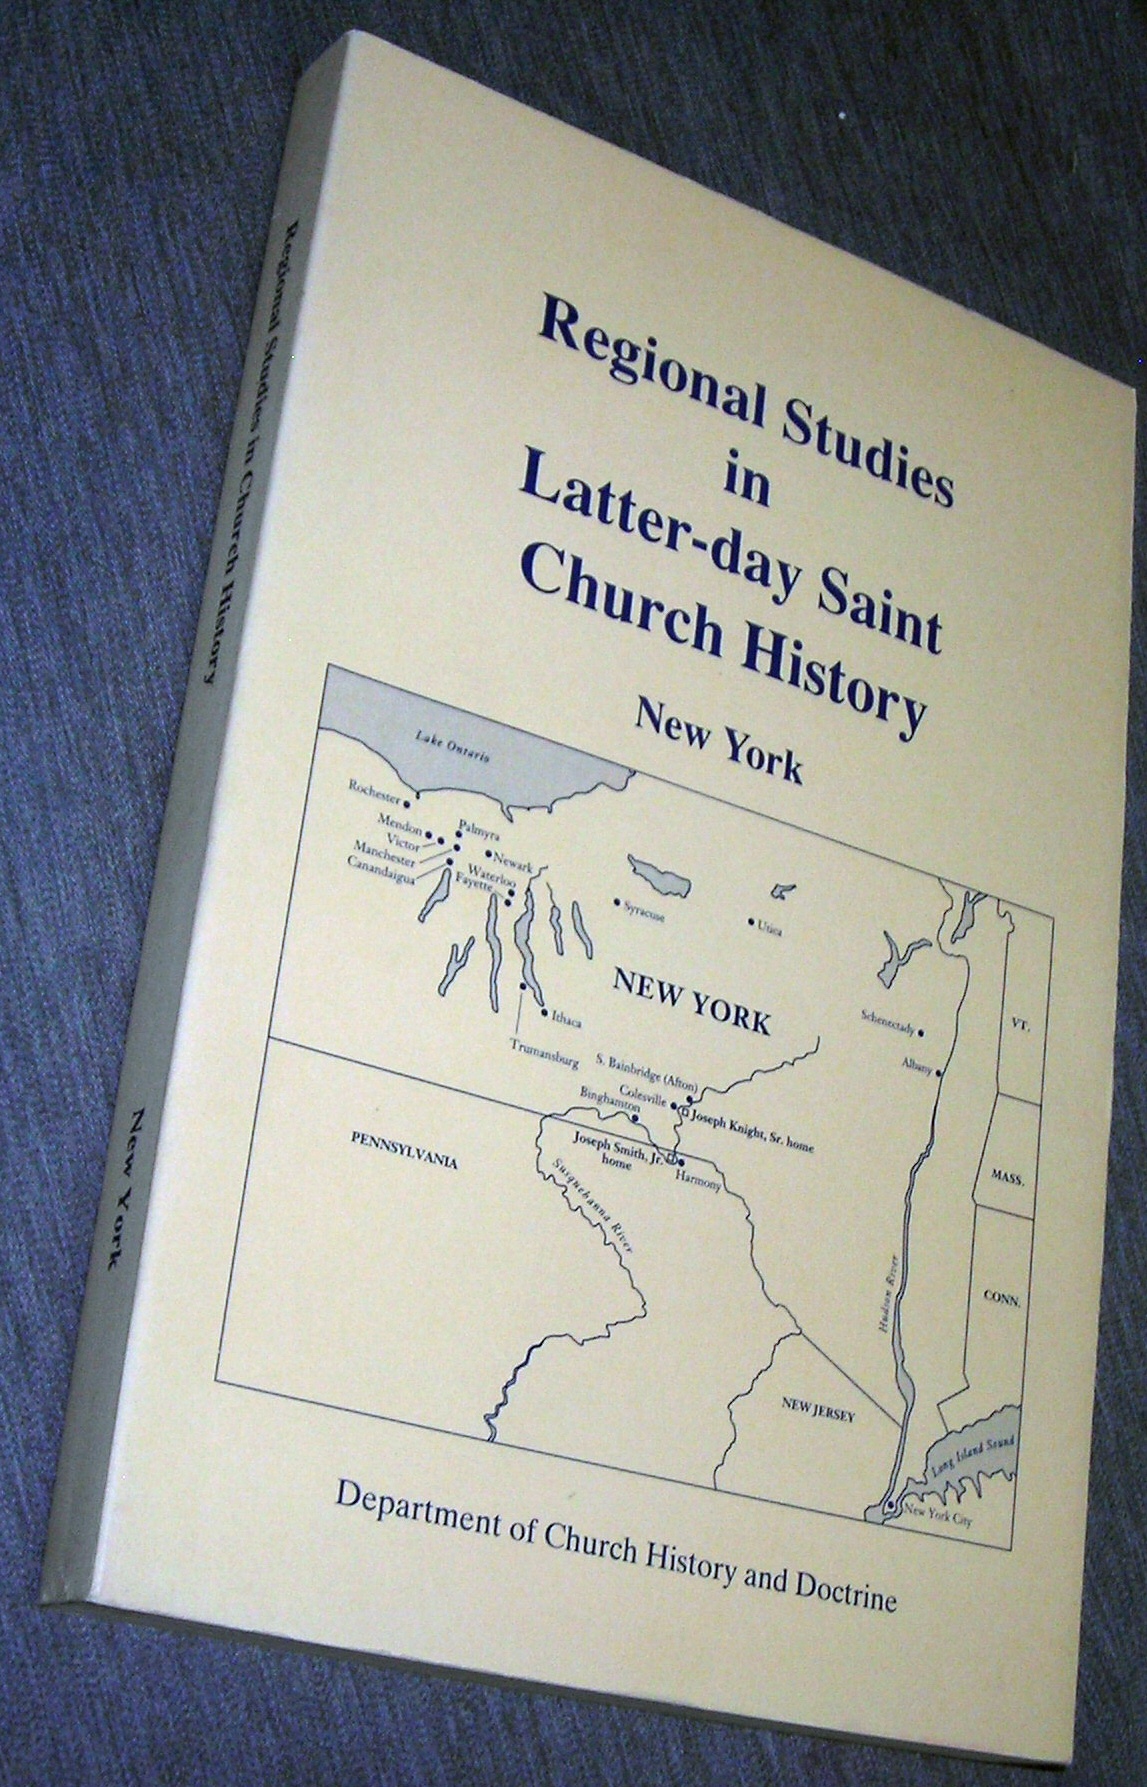 Regional Studies
in
Latter-day Saint
Church History
New York
Lake Ontario
Rochester
Mendon
Palmyra
Victor
Newark
Manchester
Waterloo
Canandaigua
Fayette
Syracuse
Utica
NEW YORK
Ithaca
Trumansburg
Schenectady
Albany
VT.
S. Bainbridge (Afton)
Colesville
Joseph Knight, Sr. home
Binghamton
Joseph Smith, Jr.
home
Harmony
PENNSYLVANIA
Susquehanna River
MASS.
Hudson River
CONN.
NEW JERSEY
Long Island Sound
New York City
Department of Church History and Doctrine
Regional Studies in Church History
New York